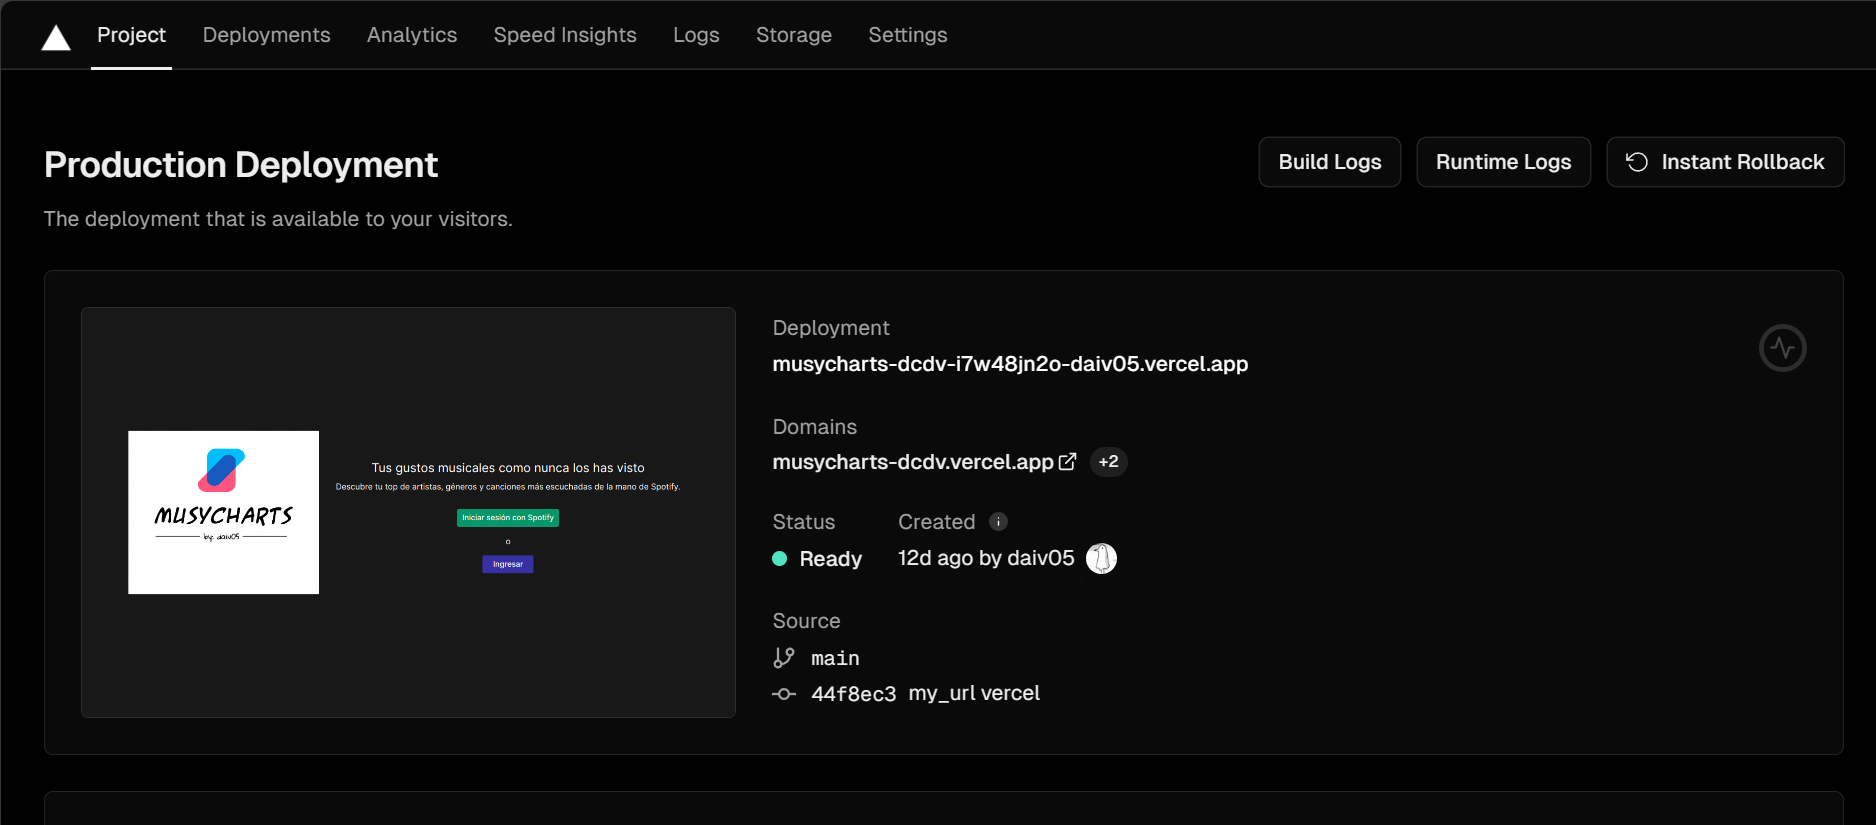 Project Deployments Analytics Speed Insights Logs Storage Settings
Production Deployment
Build Logs Runtime Logs Instant Rollback
The deployment that is available to your visitors.
MUSYCHARTS
by daiv05
Tus gustos musicales como nunca los has visto
Descubre tu top de artistas, géneros y canciones más escuchadas de la mano de Spotify.
Iniciar sesión con Spotify
o
Ingresar
Deployment
musycharts-dcdv-i7w48jn2o-daiv05.vercel.app
Domains
musycharts-dcdv.vercel.app +2
Status Created
Ready 12d ago by daiv05
Source
main
44f8ec3 my_url vercel